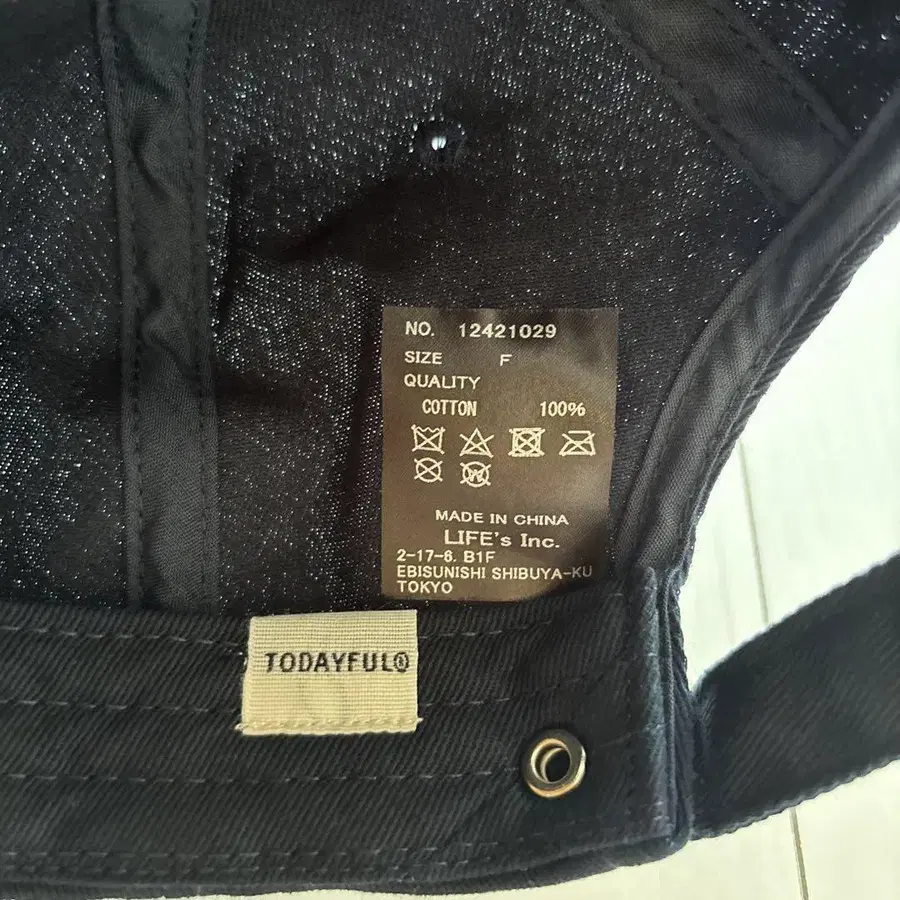 NO. 12421029
SIZE F
QUALITY
COTTON 100%
W
MADE IN CHINA
LIFE's Inc.
2-17-6. B1F
EBISUNISHI SHIBUYA-KU
TOKYO
TODAYFUL®